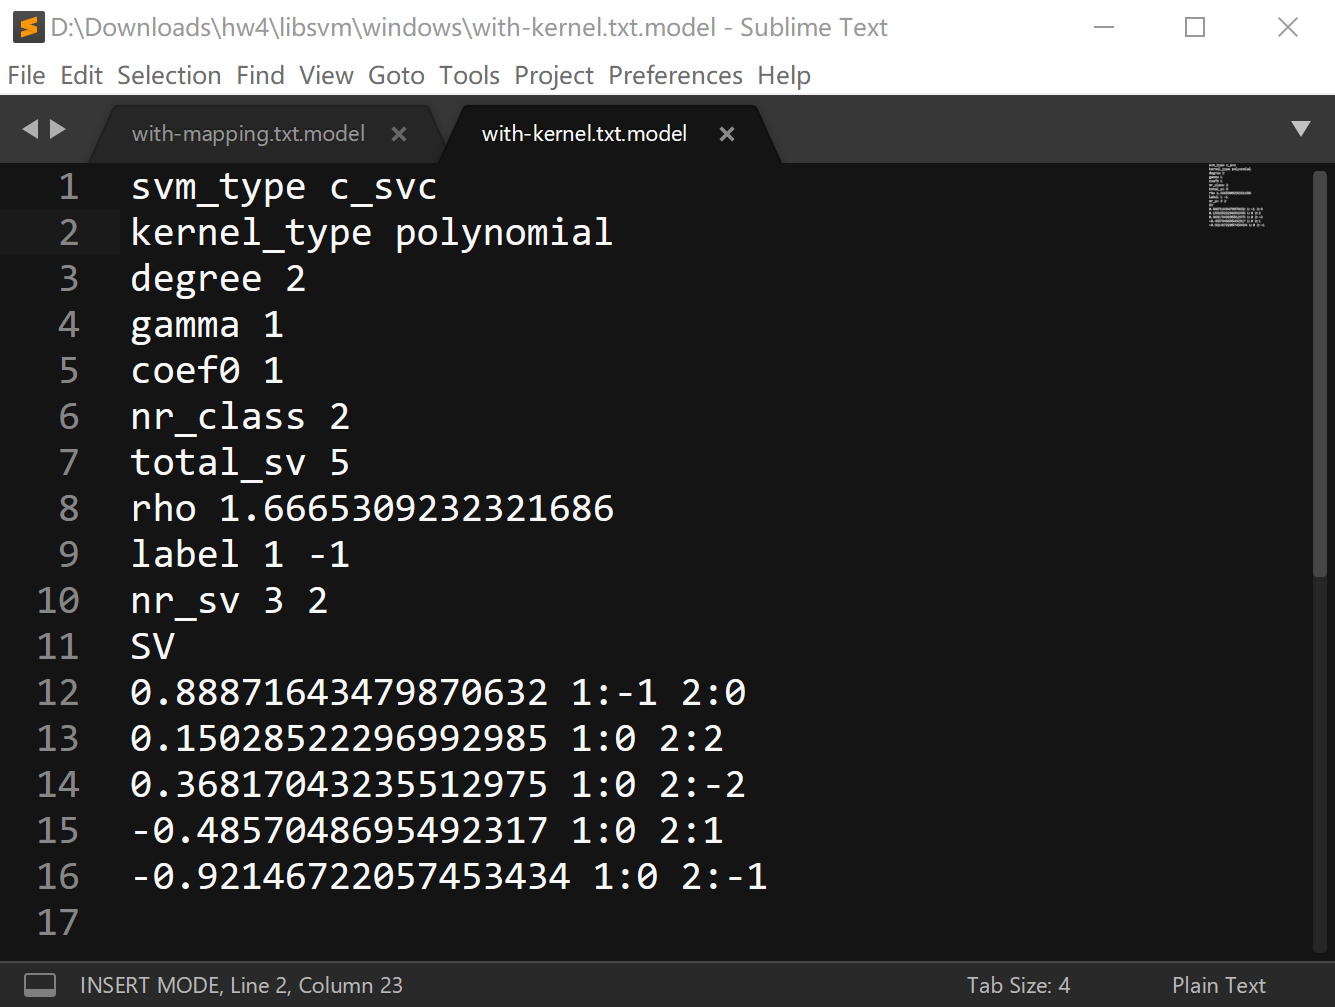 D:\Downloads\hw4\libsvm\windows\with-kernel.txt.model - Sublime Text
File Edit Selection Find View Goto Tools Project Preferences Help
with-mapping.txt.model with-kernel.txt.model
1 svm_type c_svc
2 kernel_type polynomial
3 degree 2
4 gamma 1
5 coef0 1
6 nr_class 2
7 total_sv 5
8 rho 1.6665309232321686
9 label 1 -1
10 nr_sv 3 2
11 SV
12 0.88871643479870632 1:-1 2:0
13 0.15028522296992985 1:0 2:2
14 0.36817043235512975 1:0 2:-2
15 -0.4857048695492317 1:0 2:1
16 -0.92146722057453434 1:0 2:-1
17
INSERT MODE, Line 2, Column 23 Tab Size: 4 Plain Text